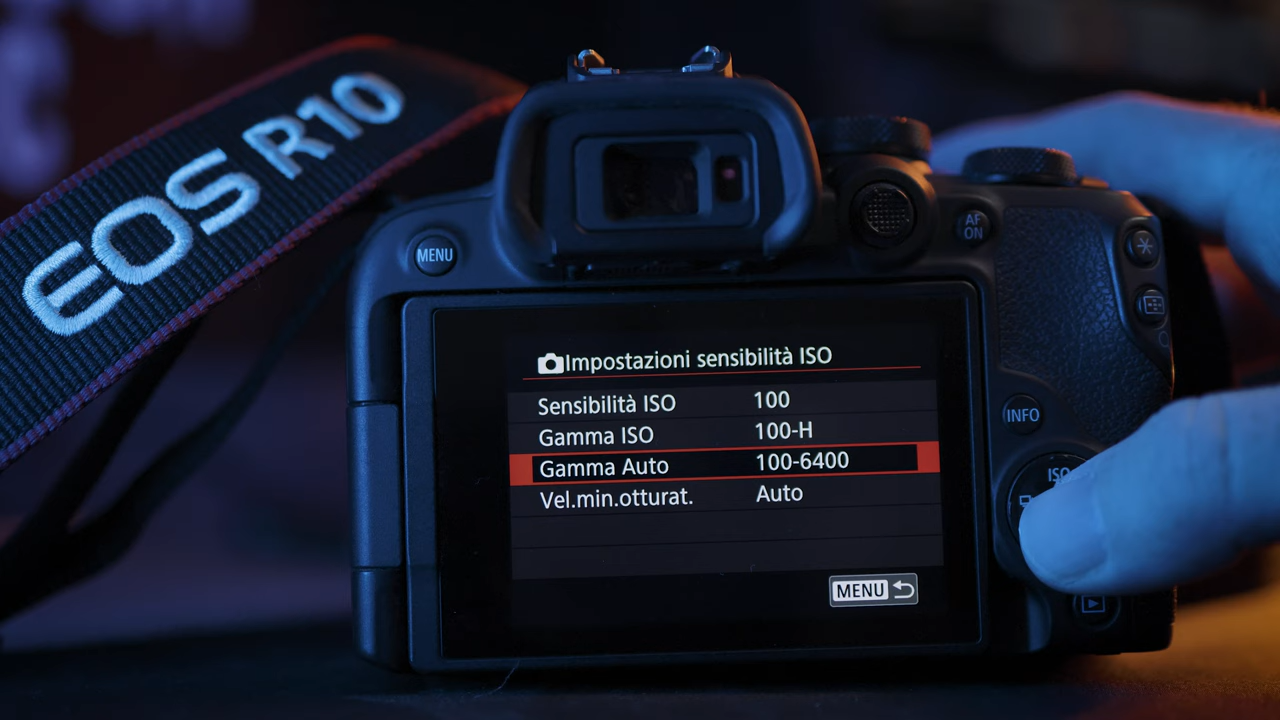 EOS R10
MENU
AF
ON
Impostazioni sensibilità ISO
Sensibilità ISO 100
Gamma ISO 100-H
Gamma Auto 100-6400
Vel.min.otturat. Auto
MENU
INFO
ISO